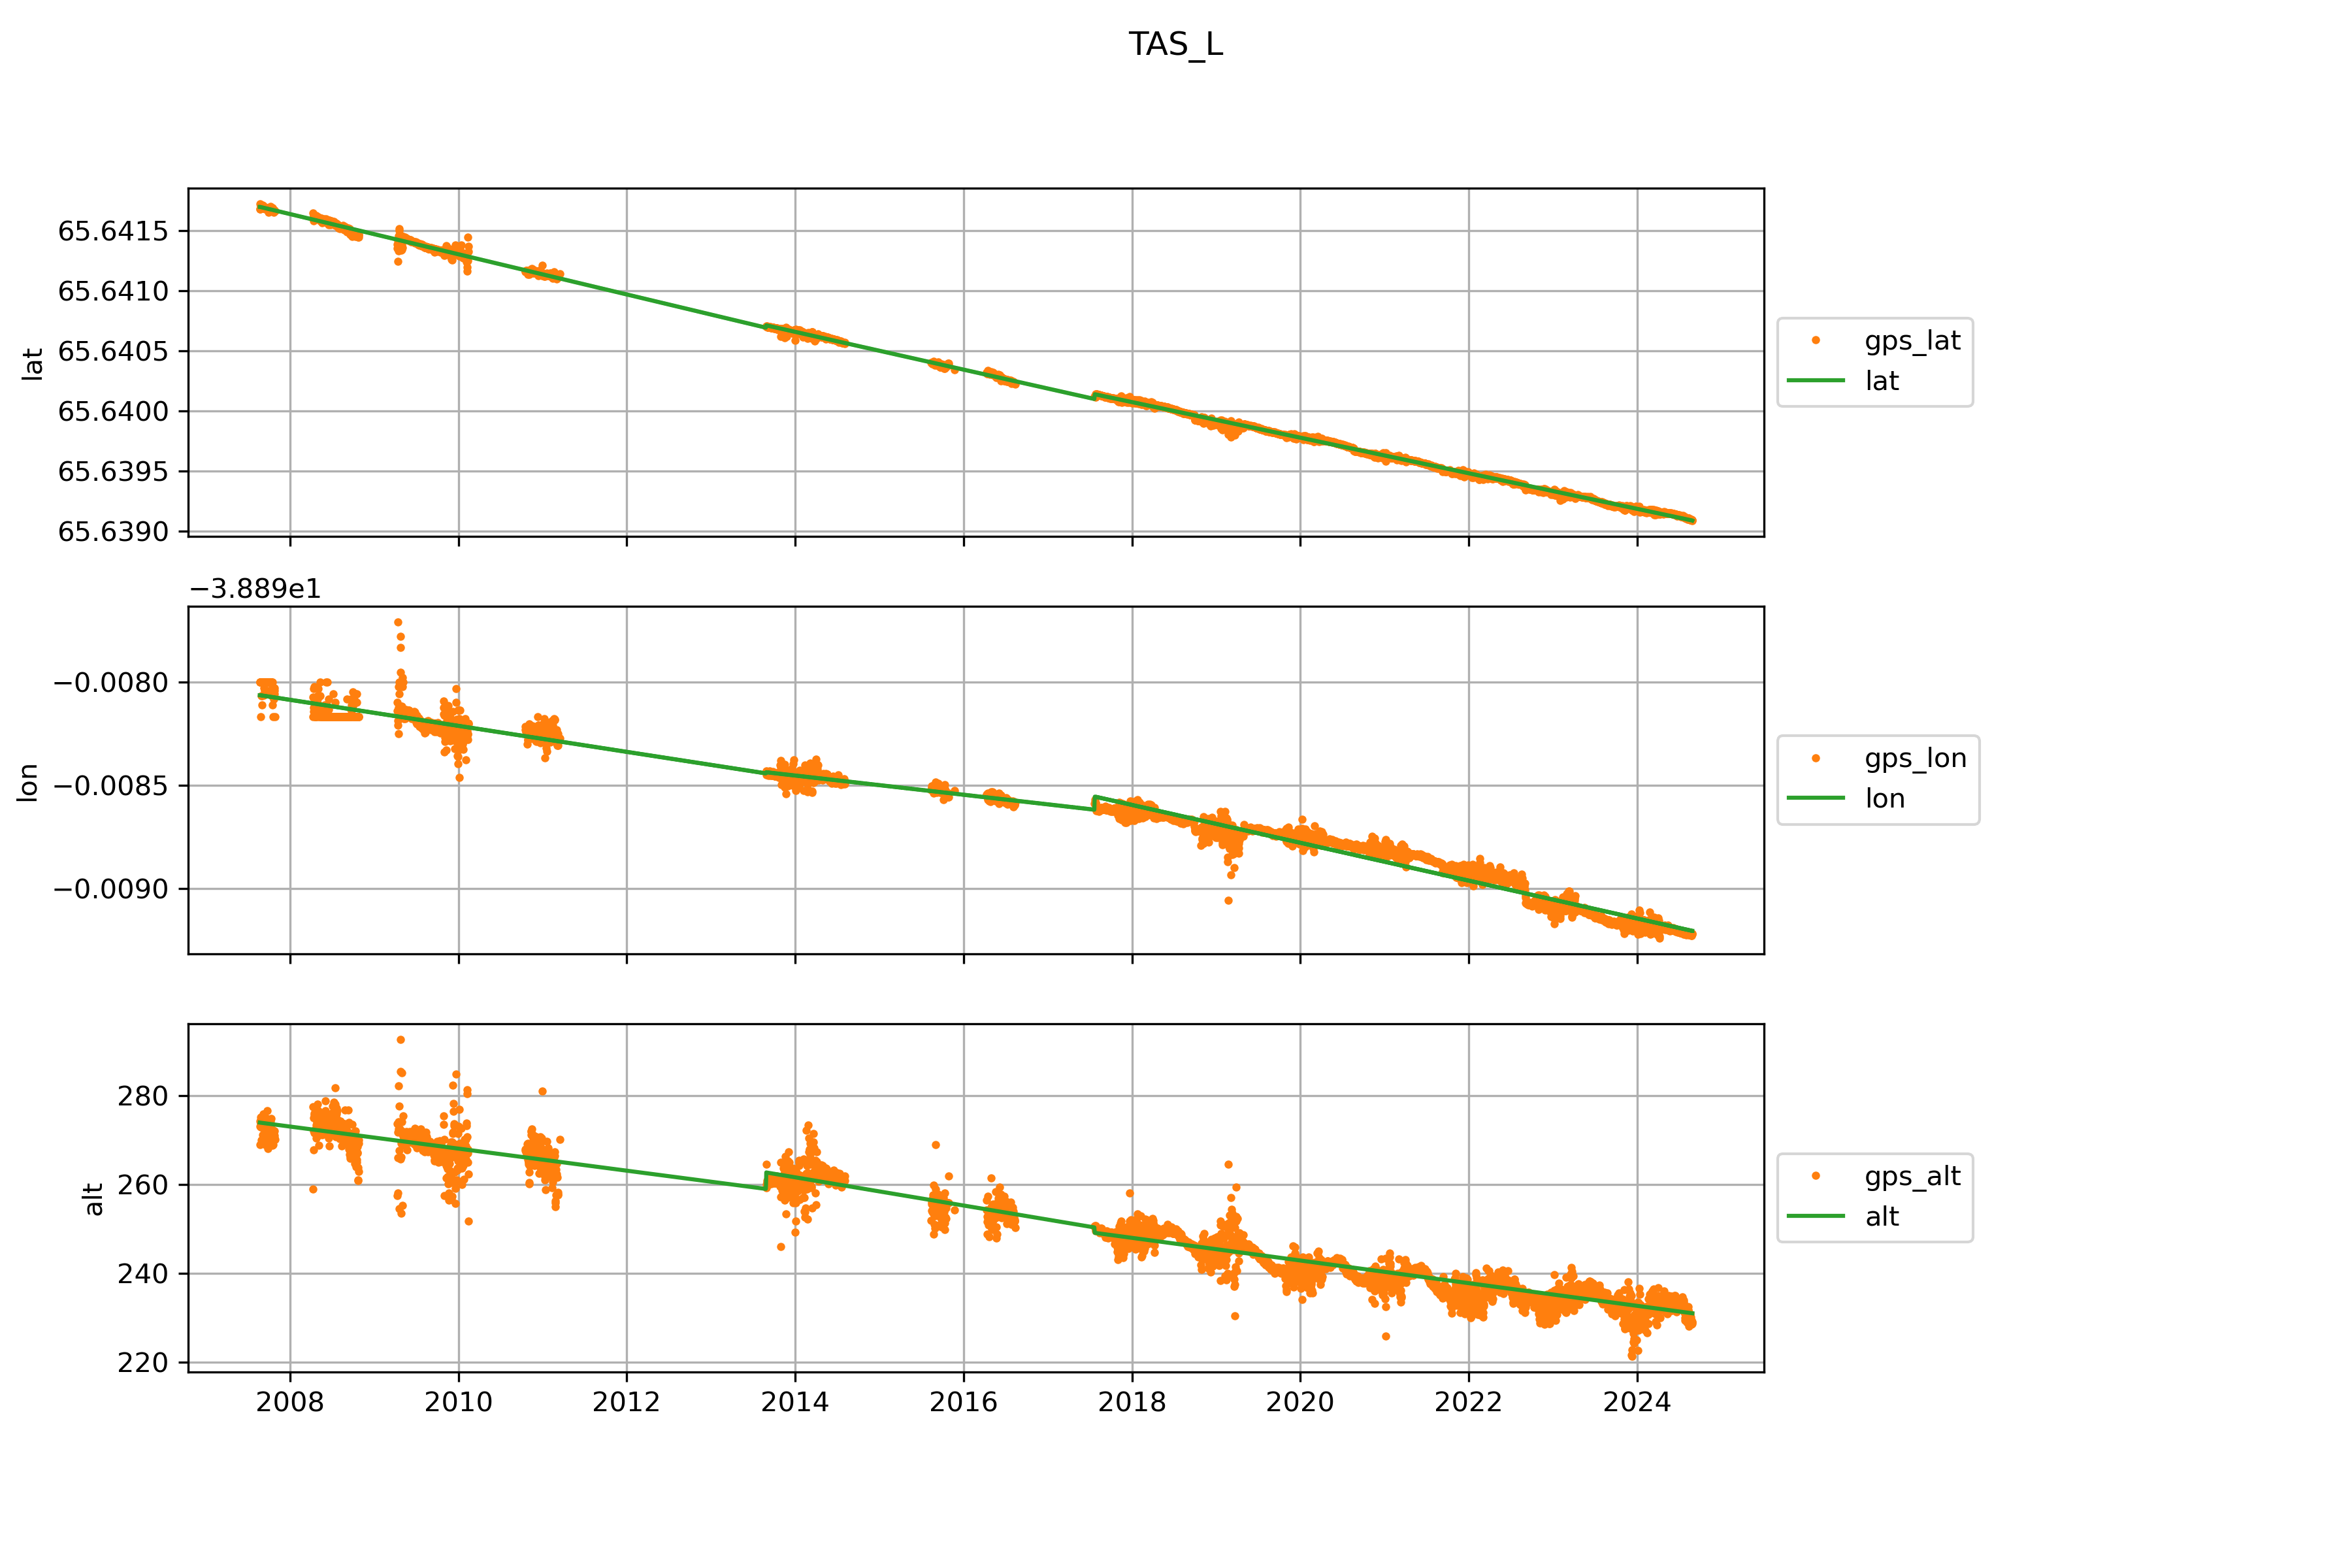 TAS_L
65.6415
65.6410
65.6405
65.6400
65.6395
65.6390
lat
gps_lat
lat
−3.889e1
−0.0080
−0.0085
−0.0090
lon
gps_lon
lon
280
260
240
220
alt
gps_alt
alt
2008 2010 2012 2014 2016 2018 2020 2022 2024